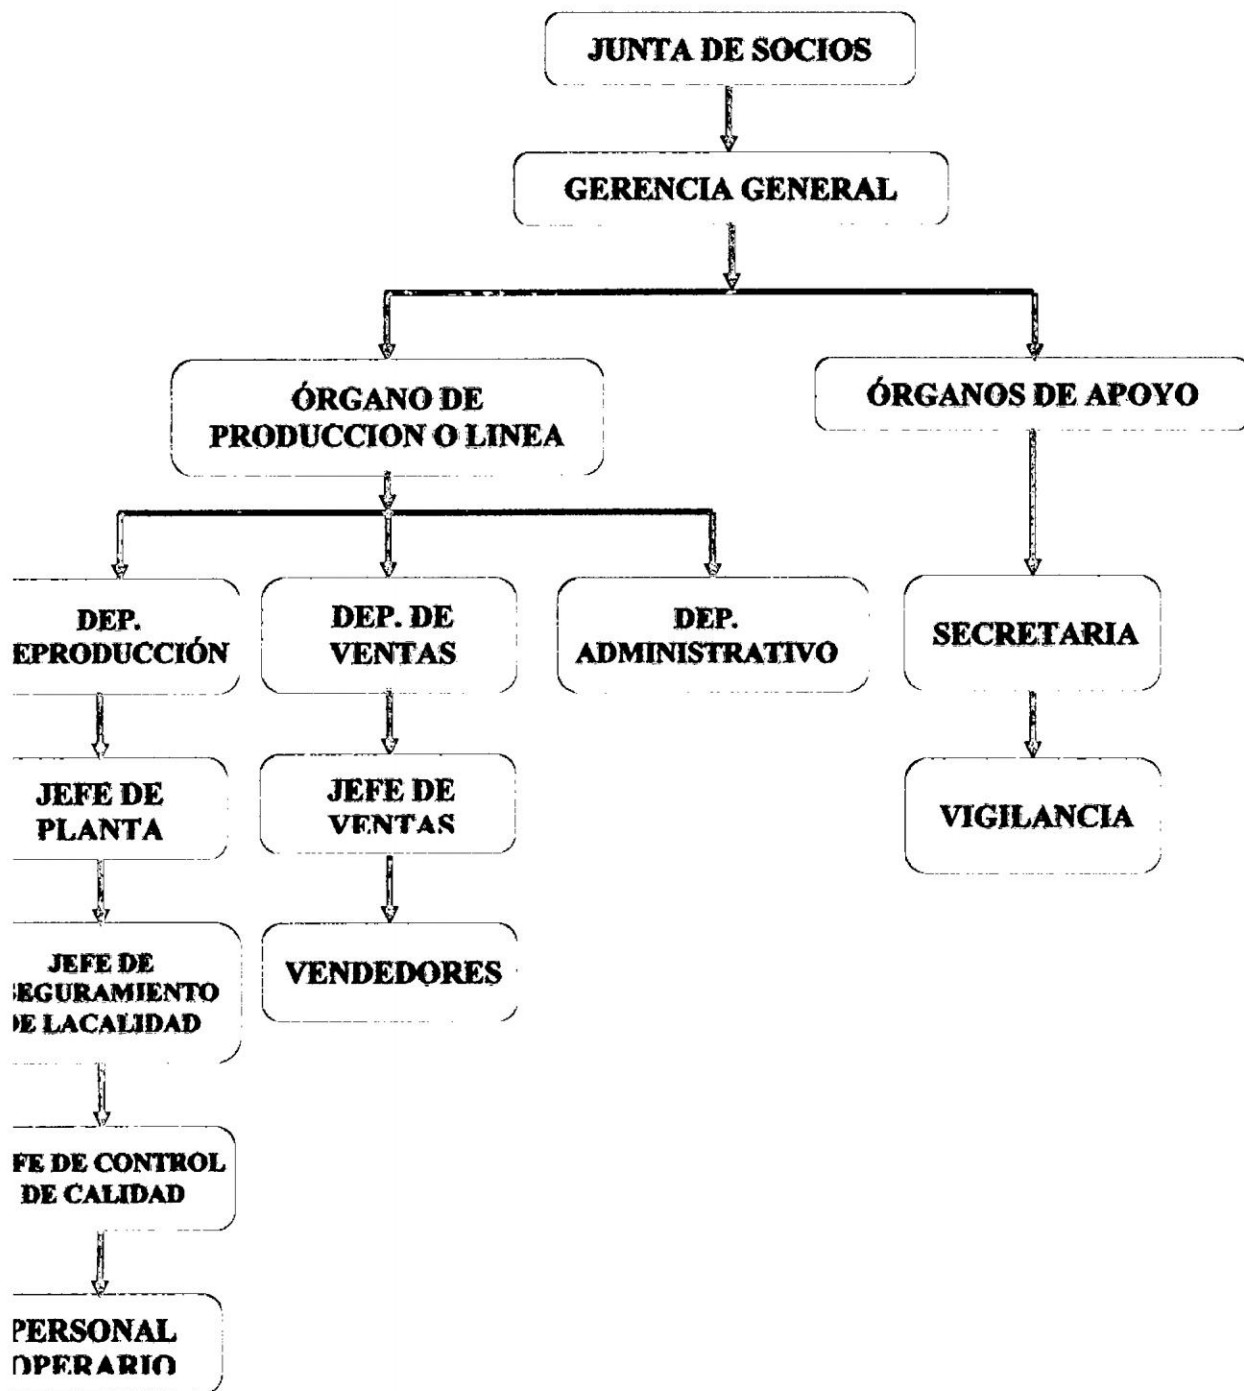 JUNTA DE SOCIOS
GERENCIA GENERAL
ÓRGANO DE
PRODUCCION O LINEA
ÓRGANOS DE APOYO
DEP.
EPRODUCCIÓN
DEP. DE
VENTAS
DEP.
ADMINISTRATIVO
SECRETARIA
JEFE DE
PLANTA
JEFE DE
VENTAS
VIGILANCIA
JEFE DE
SEGURAMIENTO
DE LACALIDAD
VENDEDORES
FE DE CONTROL
DE CALIDAD
PERSONAL
OPERARIO